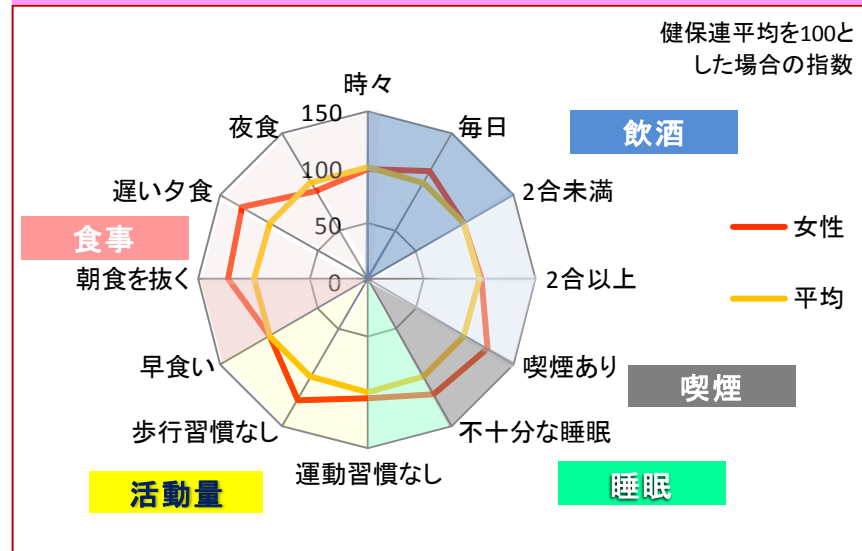 健保連平均を100と
した場合の指数
時々
150
100
50
0
毎日
2合未満
2合以上
喫煙あり
不十分な睡眠
運動習慣なし
歩行習慣なし
早食い
朝食を抜く
遅い夕食
夜食
飲酒
喫煙
睡眠
活動量
食事
女性
平均